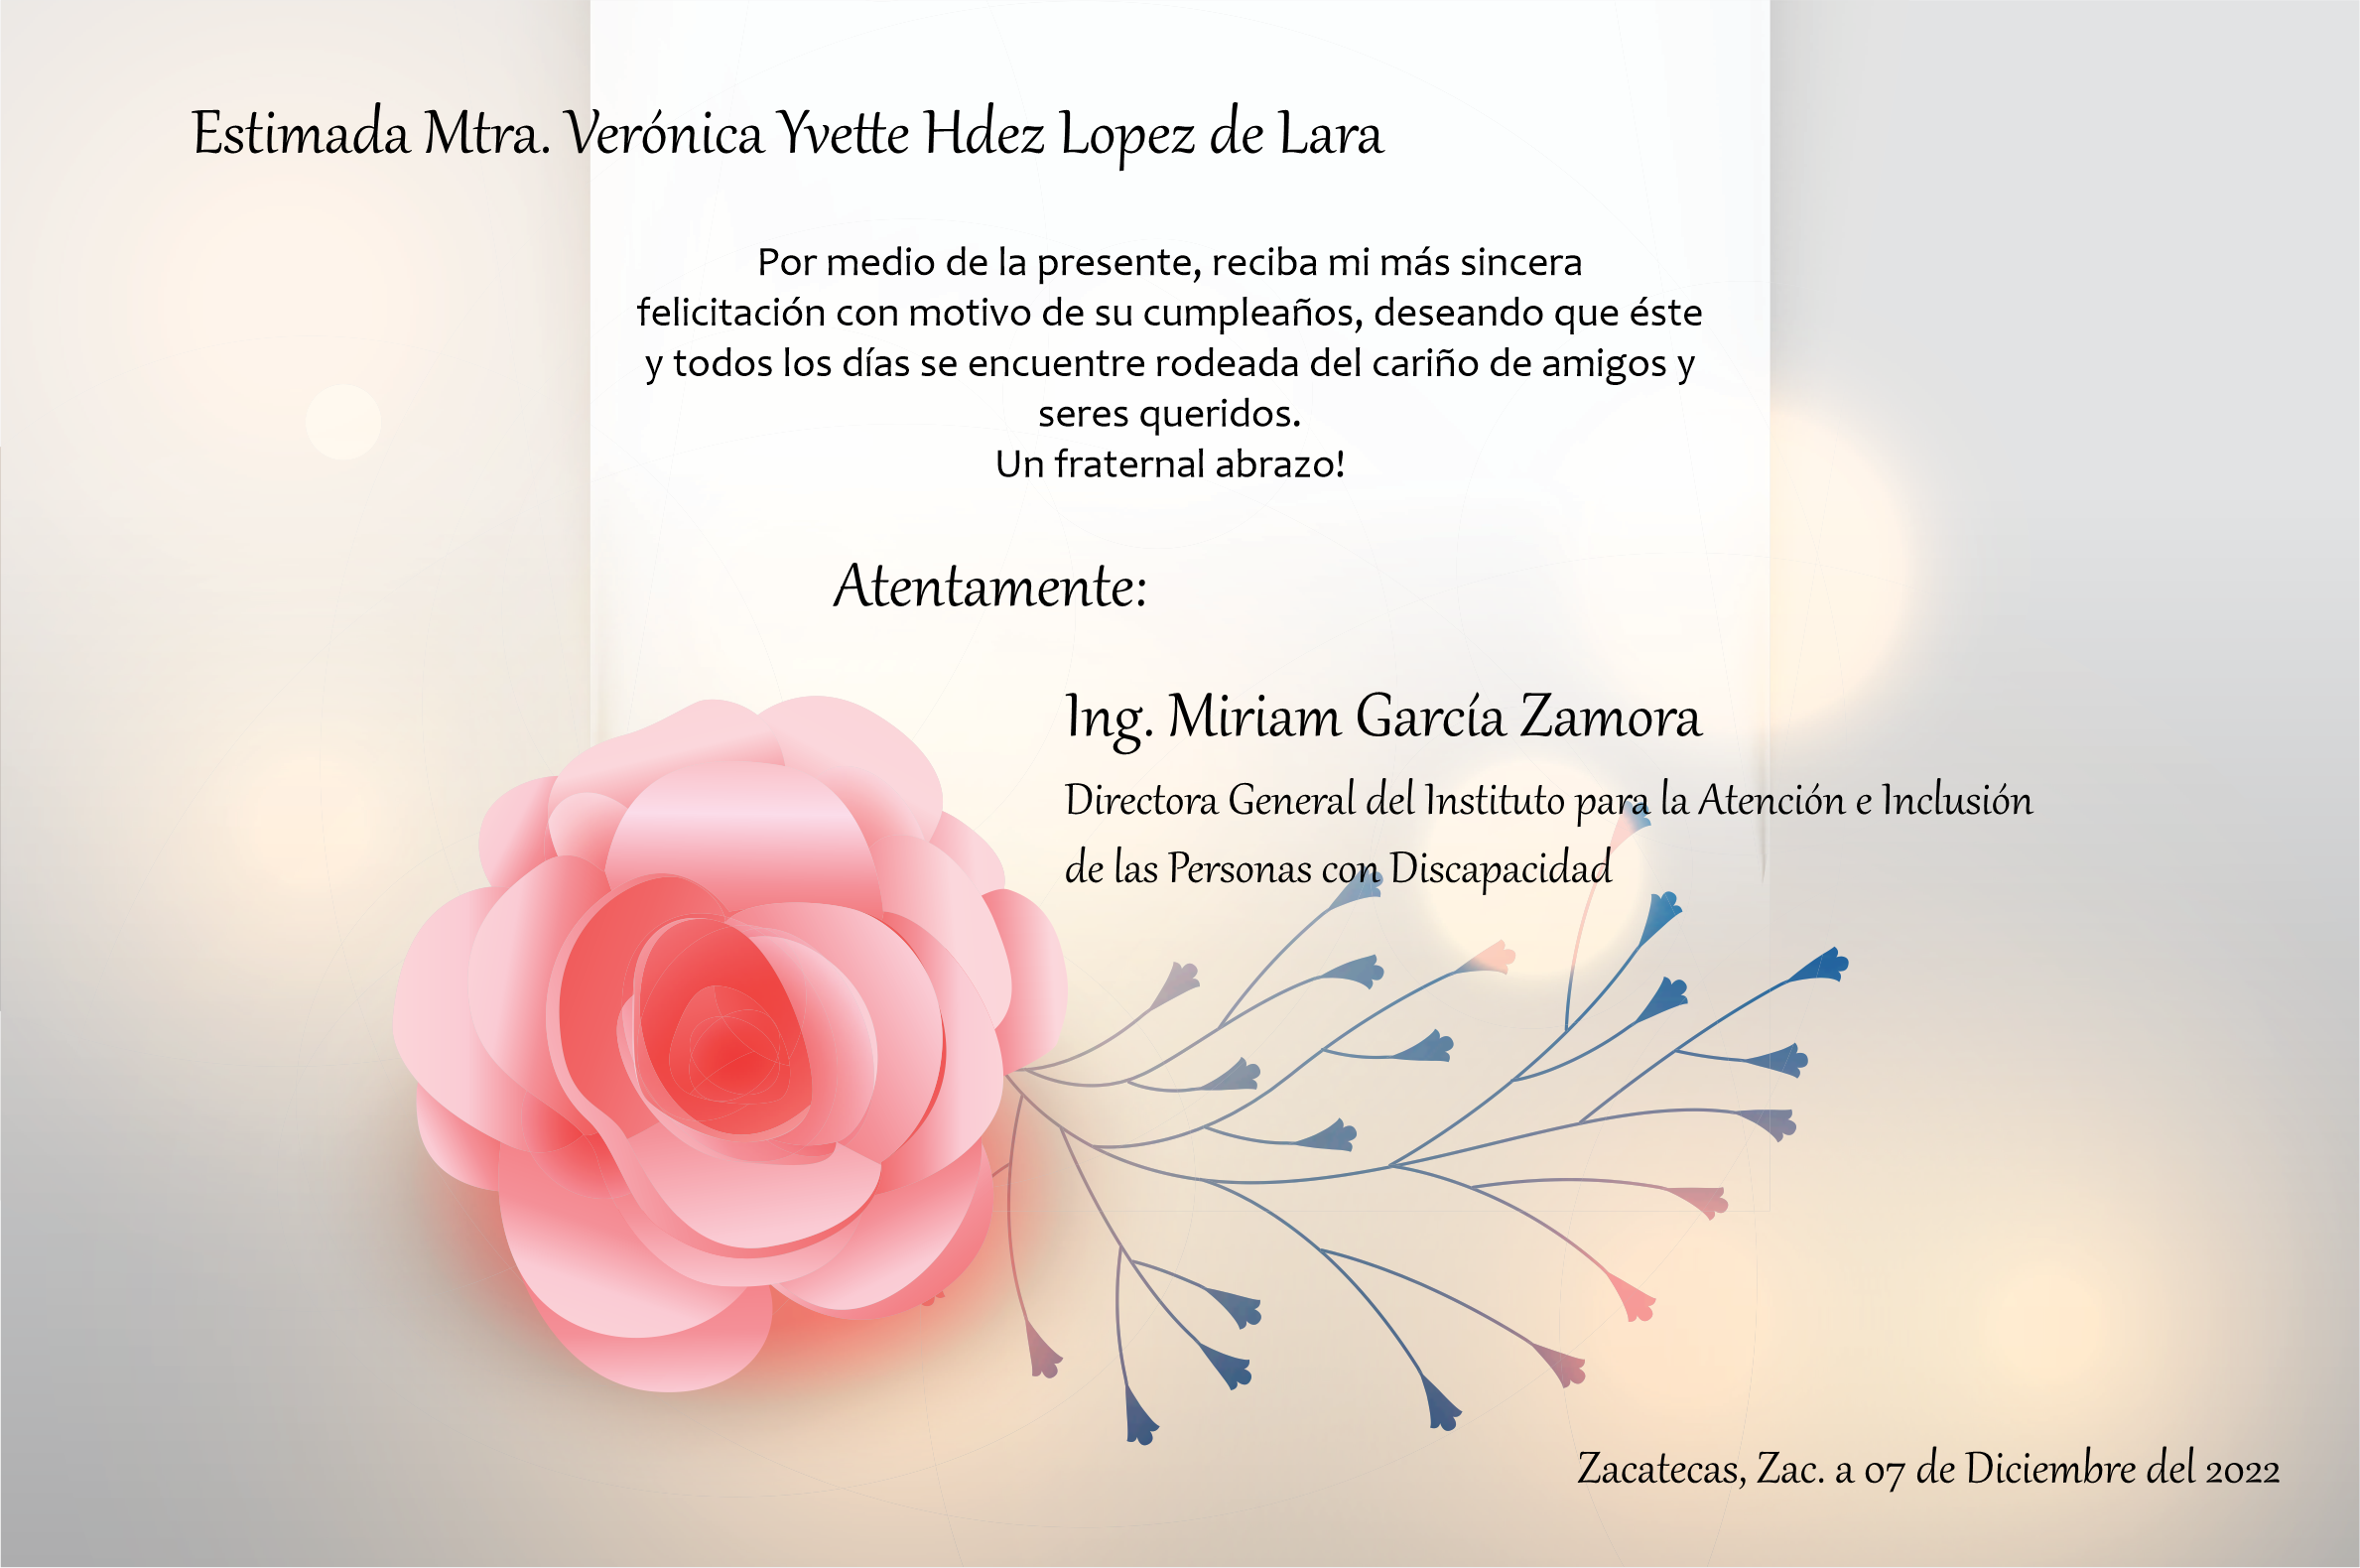 Estimada Mtra. Verónica Yvette Hdez Lopez de Lara
Por medio de la presente, reciba mi más sincera
felicitación con motivo de su cumpleaños, deseando que éste
y todos los días se encuentre rodeada del cariño de amigos y
seres queridos.
Un fraternal abrazo!
Atentamente:
Ing. Miriam García Zamora
Directora General del Instituto para la Atención e Inclusión
de las Personas con Discapacidad
Zacatecas, Zac. a 07 de Diciembre del 2022